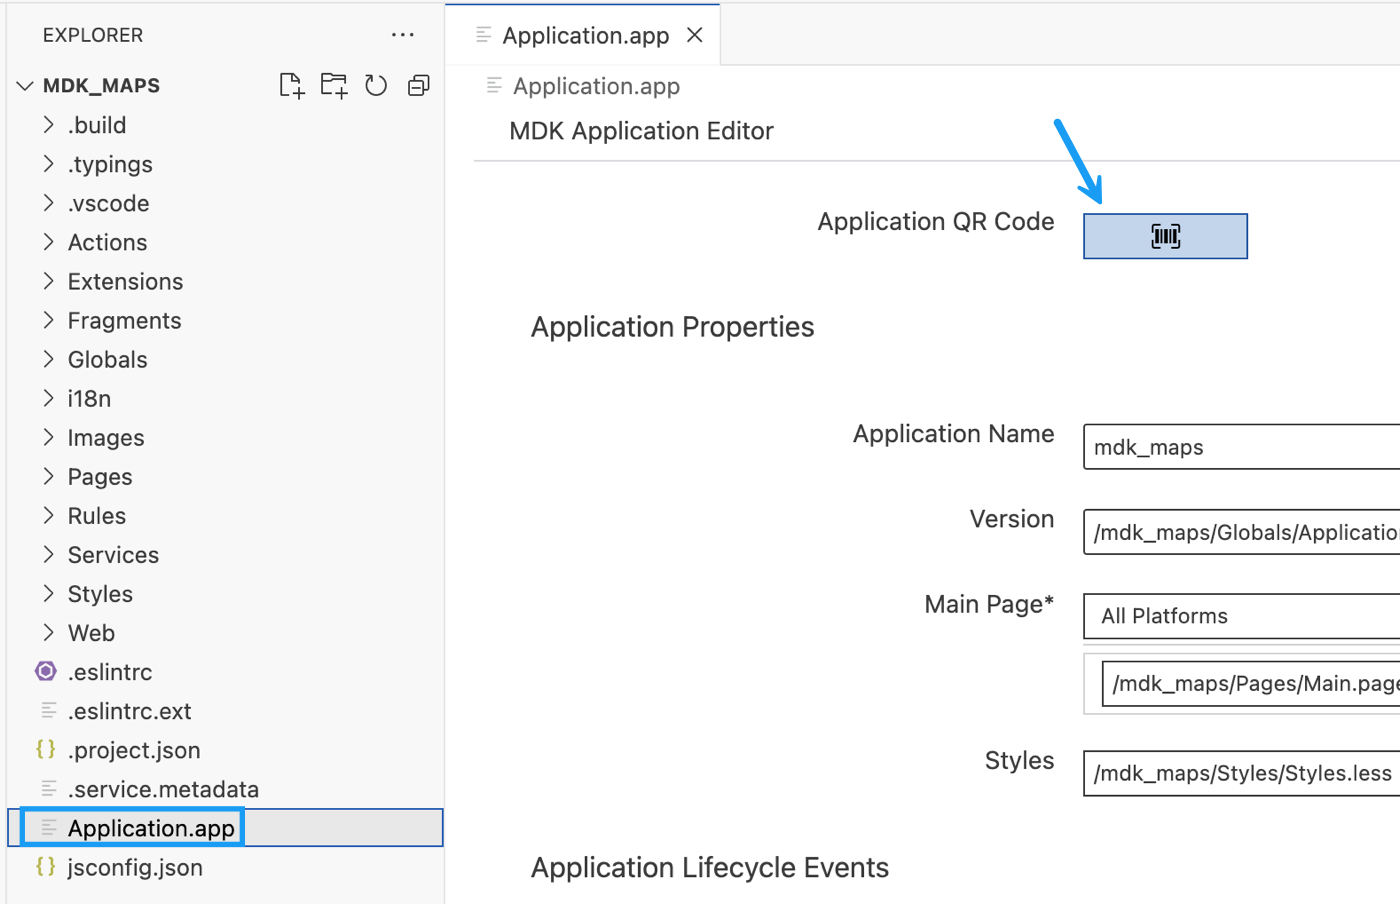 EXPLORER
MDK_MAPS
.build
.typings
.vscode
Actions
Extensions
Fragments
Globals
i18n
Images
Pages
Rules
Services
Styles
Web
.eslintrc
.eslintrc.ext
.project.json
.service.metadata
Application.app
jsconfig.json
Application.app
Application.app
MDK Application Editor
Application QR Code
Application Properties
Application Name
mdk_maps
Version
/mdk_maps/Globals/Applicatio
Main Page*
All Platforms
/mdk_maps/Pages/Main.page
Styles
/mdk_maps/Styles/Styles.less
Application Lifecycle Events